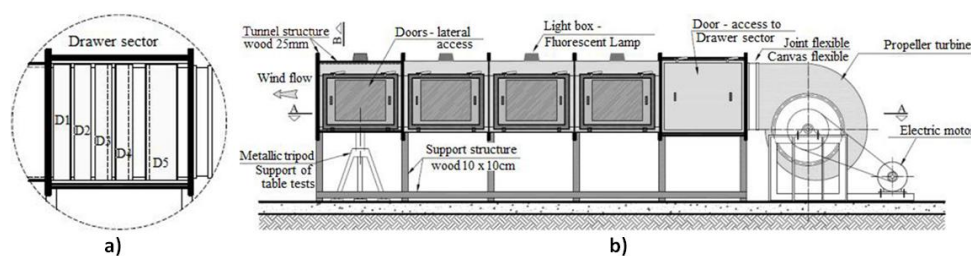 Drawer sector
D1
D2
D3
D4
D5
a)
Tunnel structure
wood 25mm
B
Doors - lateral
access
Light box -
Fluorescent Lamp
Door - access to
Drawer sector
Joint flexible
Canvas flexible
Propeller turbine
Wind flow
A
A
Electric motor
Metallic tripod
Support of
table tests
Support structure
wood 10 x 10cm
b)